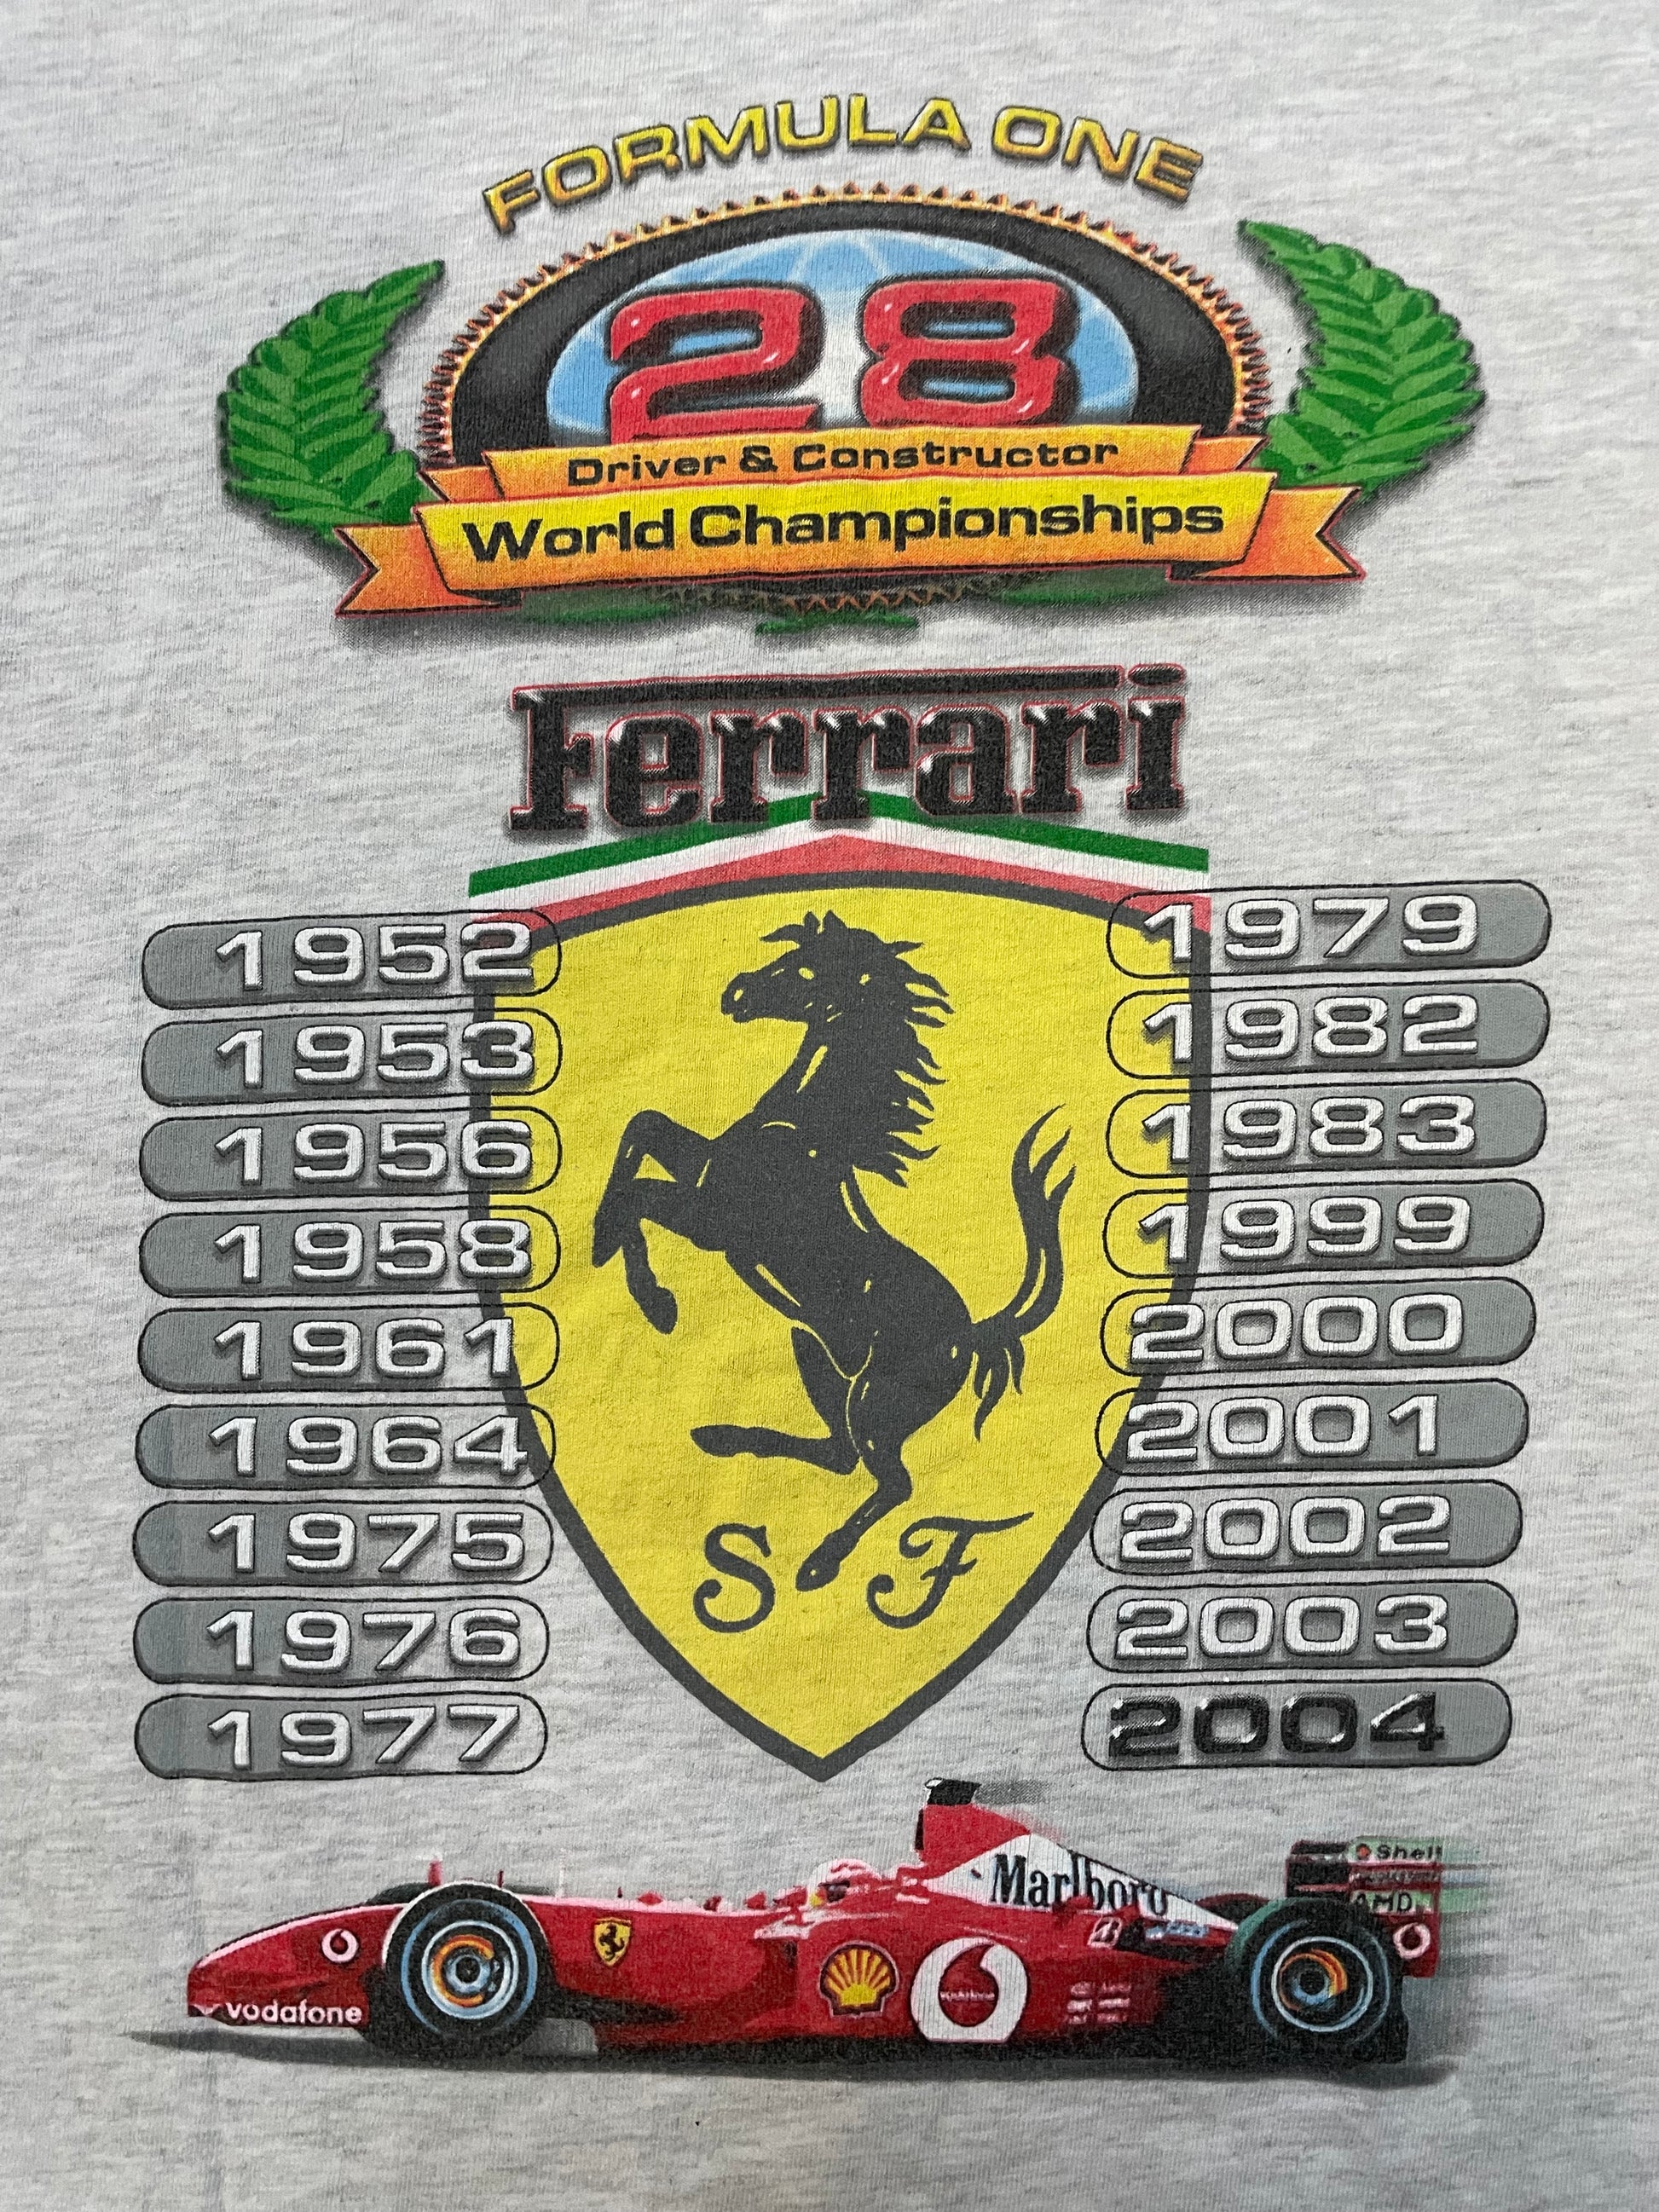 FORMULA ONE
28
Driver & Constructor
World Championships
Ferrari
1952
1953
1956
1958
1961
1964
1975
1976
1977
1979
1982
1983
1999
2000
2001
2002
2003
2004
S F
Marlboro
Shell
AMD
vodafone
vodafone